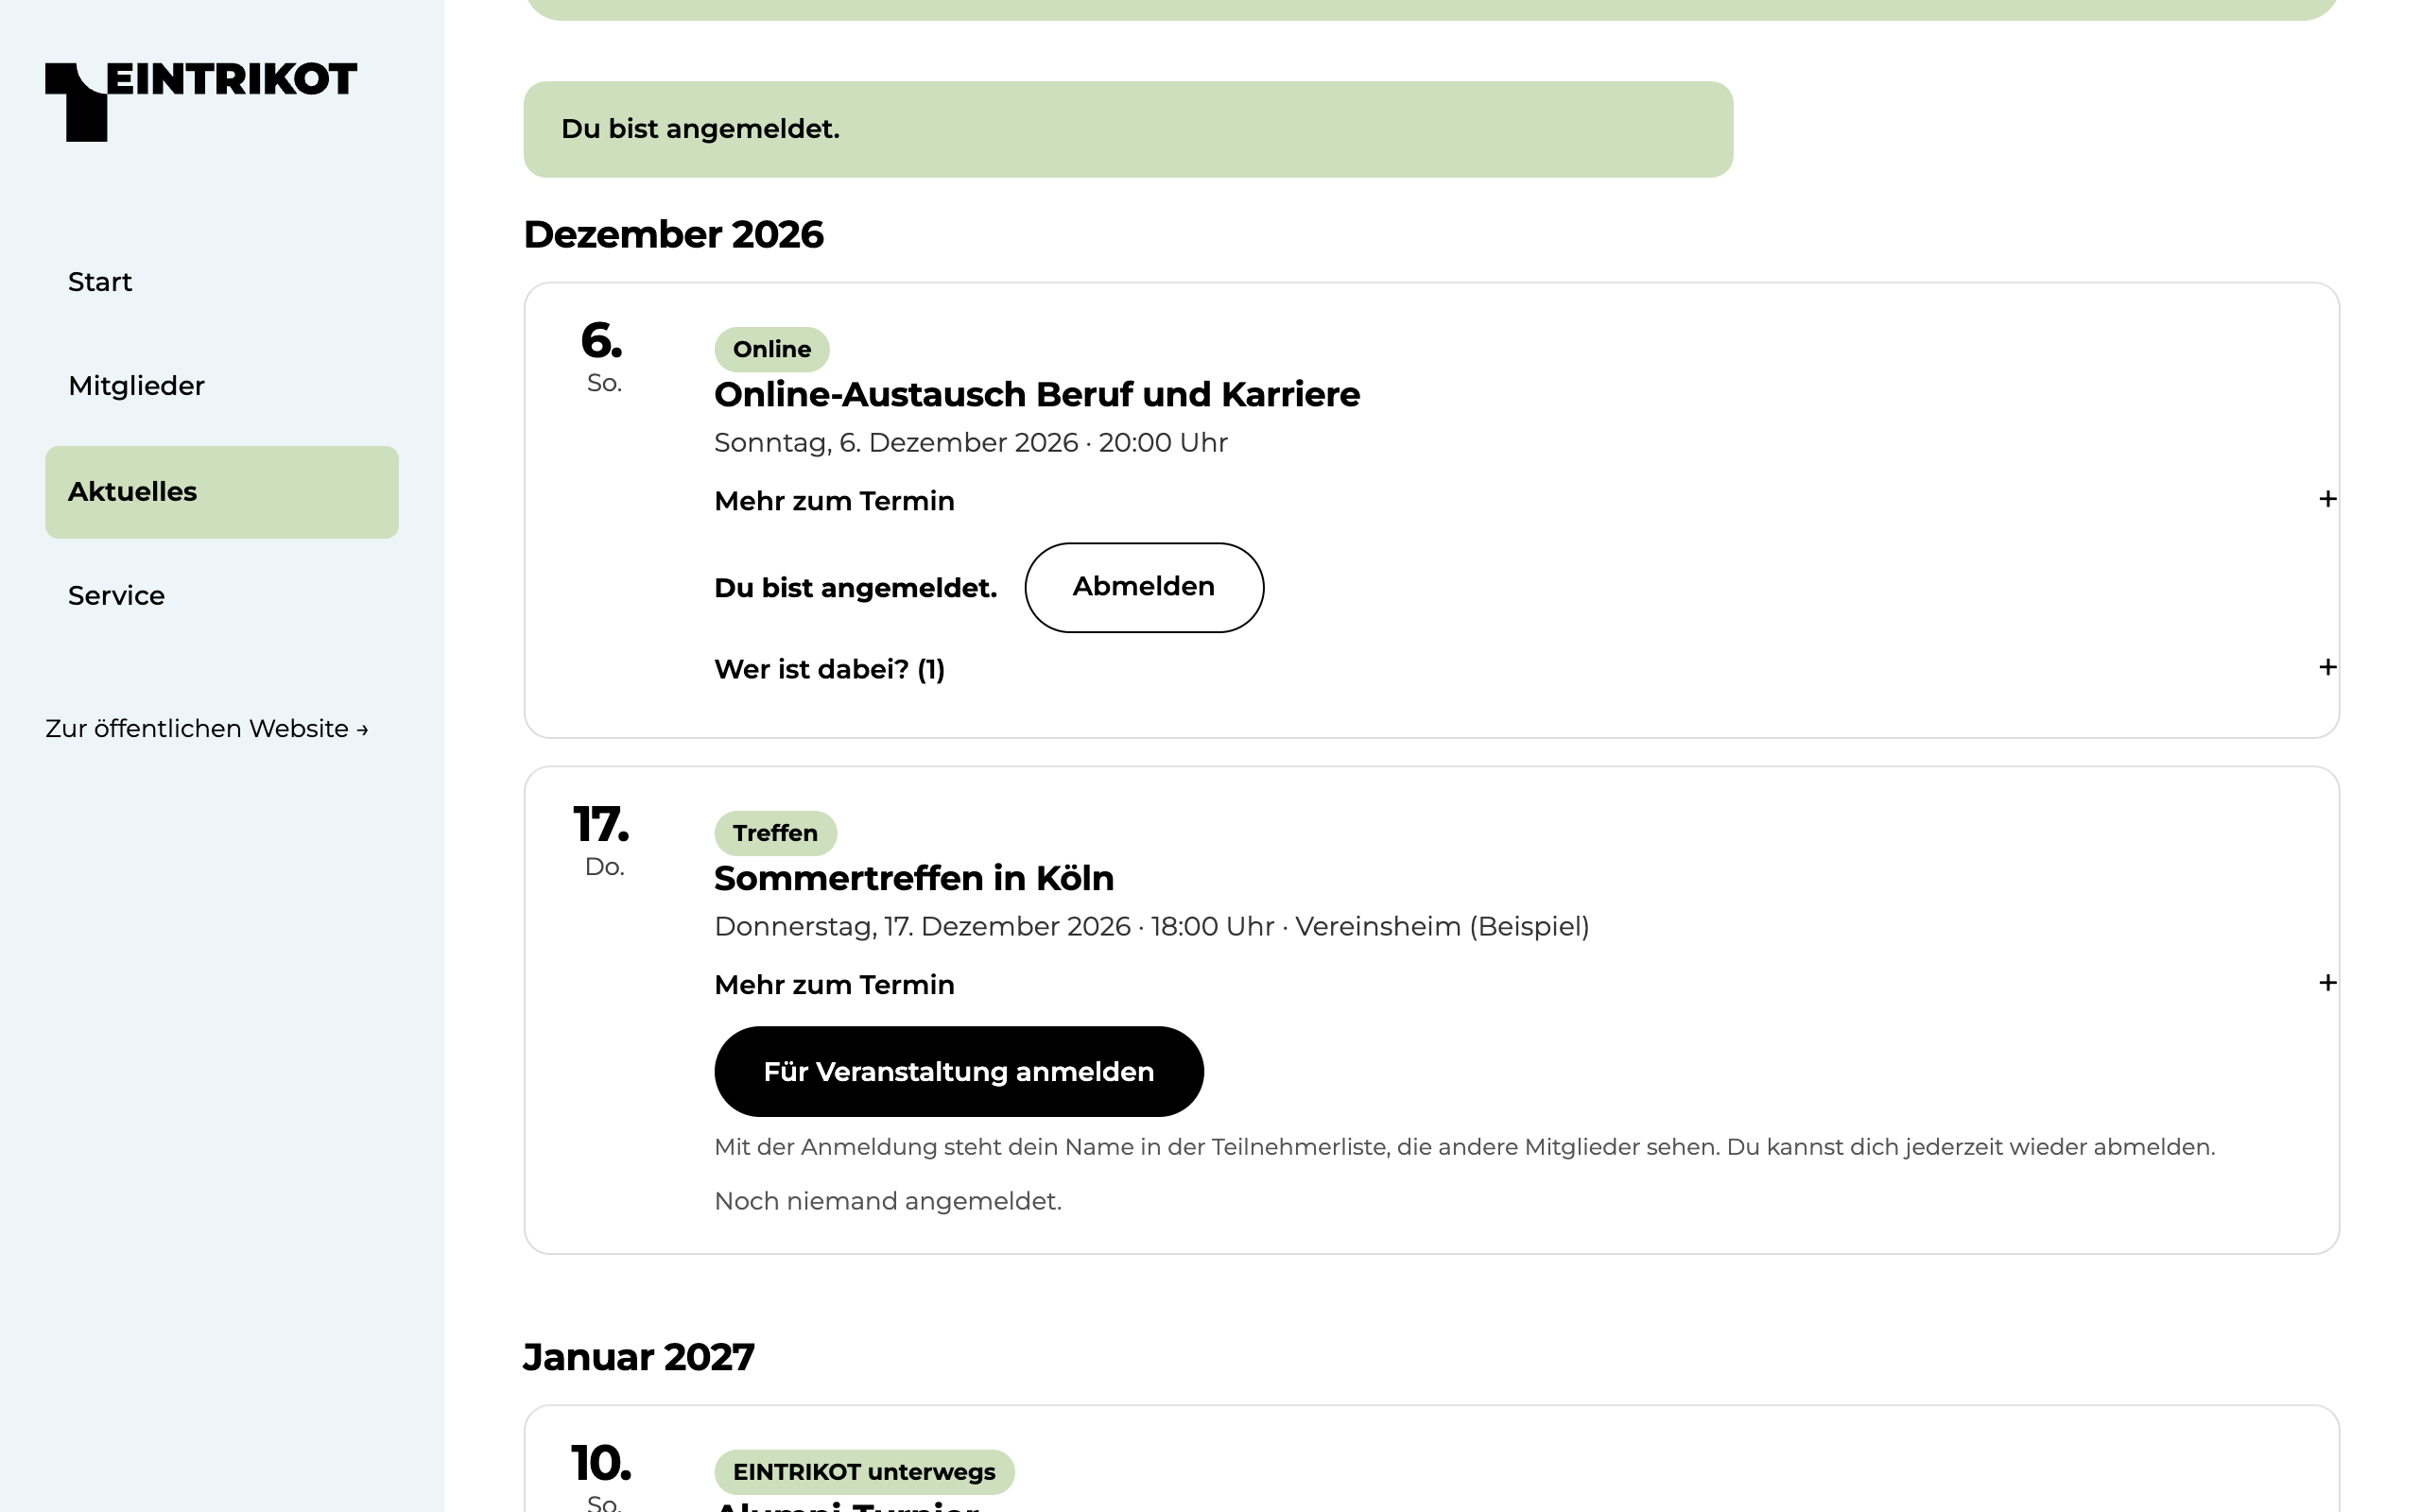 EINTRIKOT
Start
Mitglieder
Aktuelles
Service
Zur öffentlichen Website →
Du bist angemeldet.
Dezember 2026
6.
So.
Online
Online-Austausch Beruf und Karriere
Sonntag, 6. Dezember 2026 · 20:00 Uhr
Mehr zum Termin +
Du bist angemeldet. Abmelden
Wer ist dabei? (1) +
17.
Do.
Treffen
Sommertreffen in Köln
Donnerstag, 17. Dezember 2026 · 18:00 Uhr · Vereinsheim (Beispiel)
Mehr zum Termin +
Für Veranstaltung anmelden
Mit der Anmeldung steht dein Name in der Teilnehmerliste, die andere Mitglieder sehen. Du kannst dich jederzeit wieder abmelden.
Noch niemand angemeldet.
Januar 2027
10.
So.
EINTRIKOT unterwegs
Alumni-Turnier